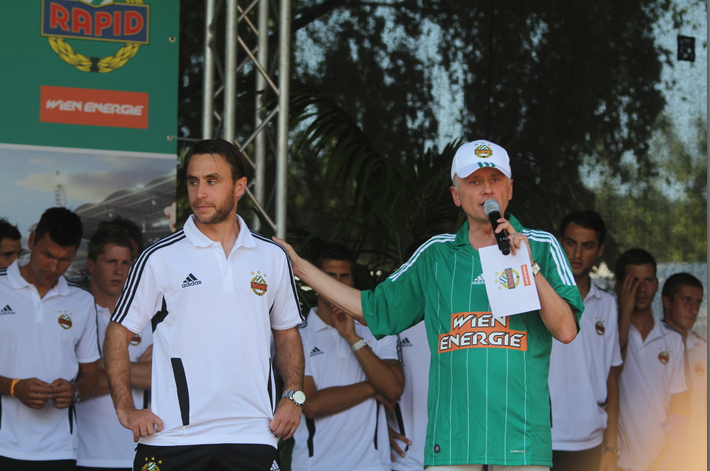 RAPID
WIEN ENERGIE
adidas
WIEN
ENERGIE